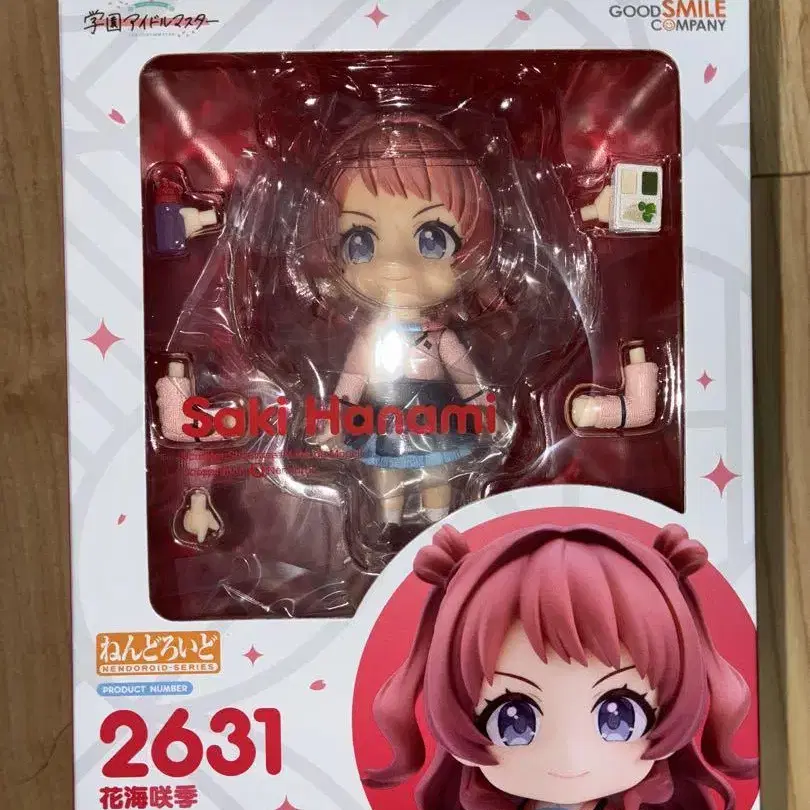 学園アイドルマスター
GOOD SMILE
COMPANY
Saki Hanami
ねんどろいど
NENDOROID-SERIES
PRODUCT NUMBER
2631
花海咲季